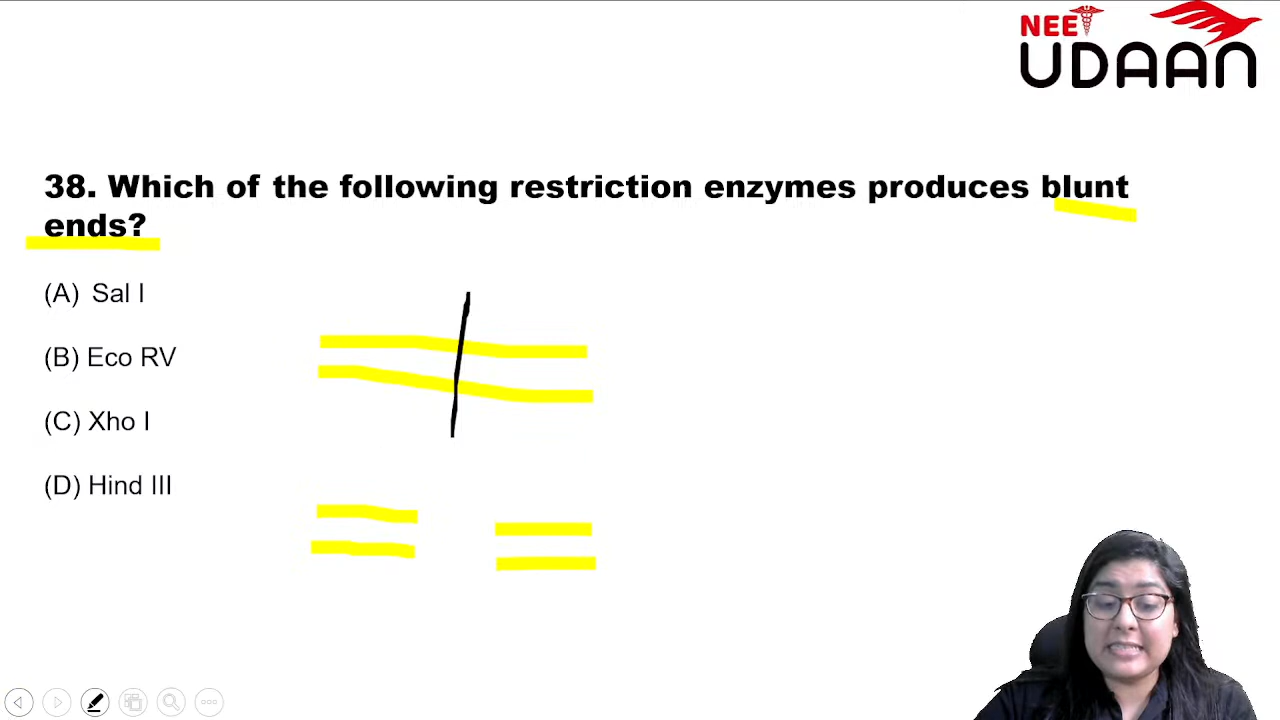 NEET
UDAAN
38. Which of the following restriction enzymes produces blunt
ends?
(A) Sal I
(B) Eco RV
(C) Xho I
(D) Hind III